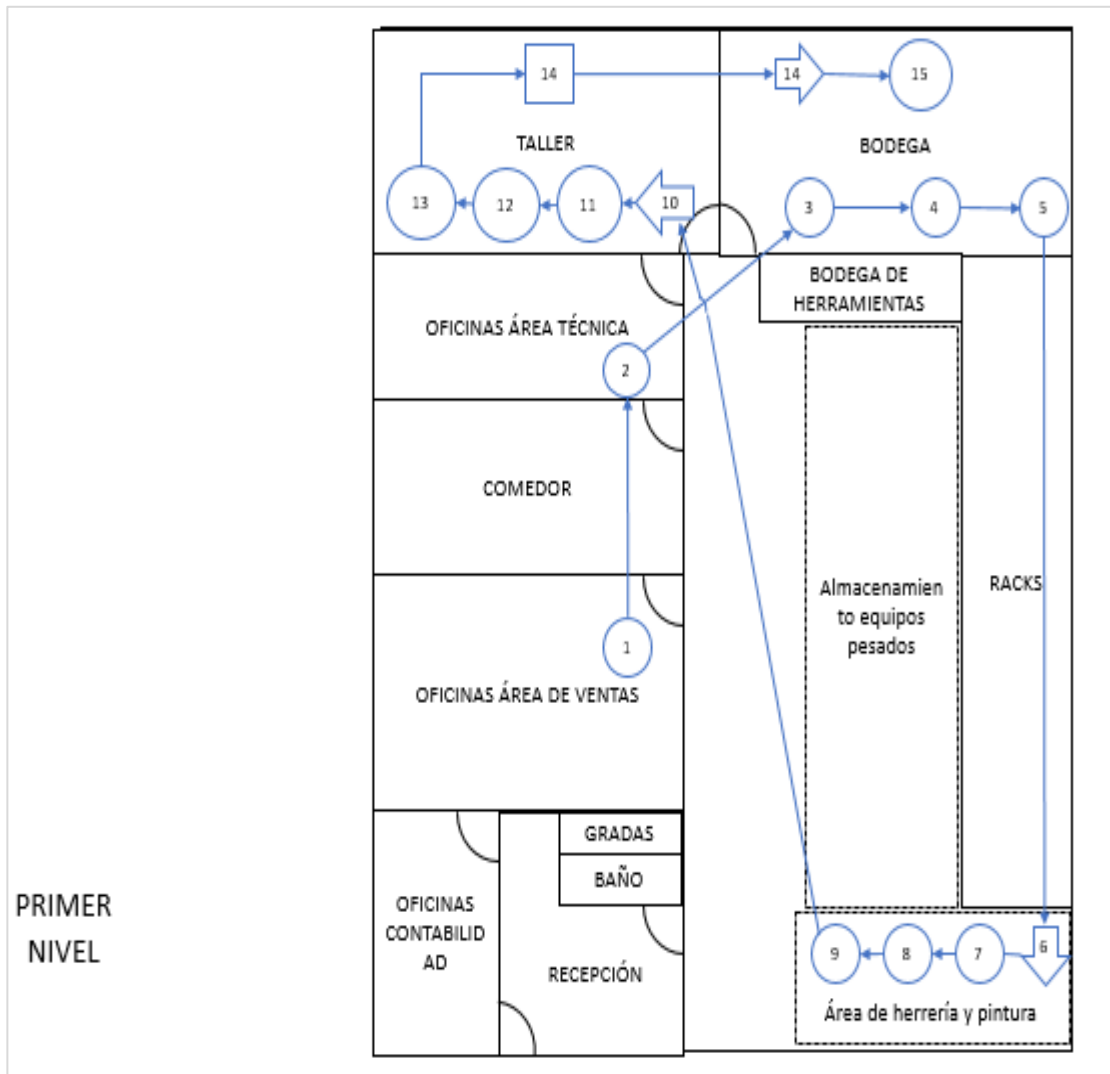 14
14
15
TALLER
BODEGA
13
12
11
10
3
4
5
BODEGA DE
HERRAMIENTAS
OFICINAS ÁREA TÉCNICA
2
COMEDOR
Almacenamien
to equipos
pesados
RACKS
1
OFICINAS ÁREA DE VENTAS
GRADAS
BAÑO
PRIMER
NIVEL
OFICINAS
CONTABILID
AD
RECEPCIÓN
9
8
7
6
Área de herrería y pintura